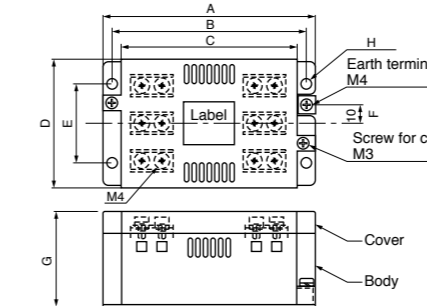 A
B
C
H
Earth termin
M4
D
E
Label
10
F
Screw for c
M3
M4
G
Cover
Body